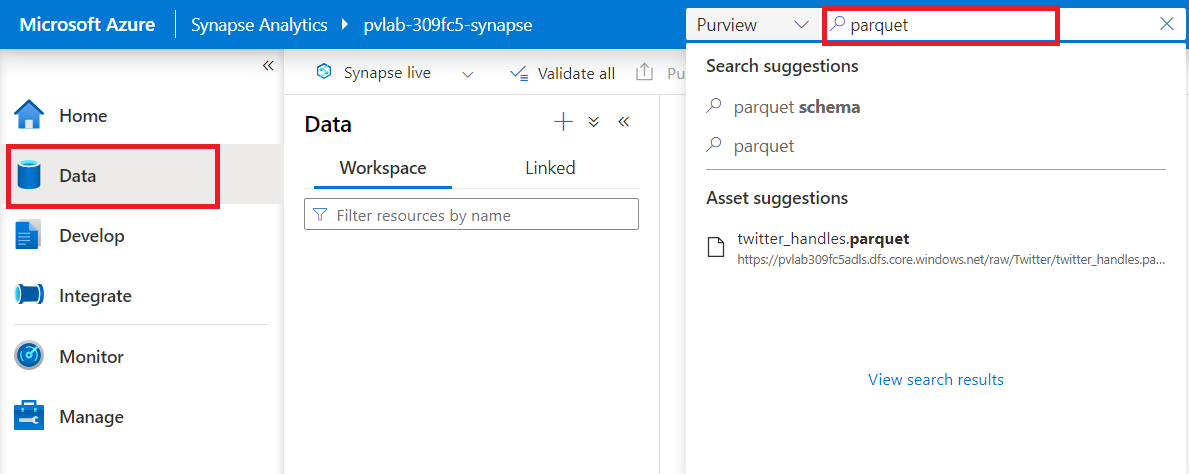 Microsoft Azure
Synapse Analytics
pvlab-309fc5-synapse
Purview
parquet
Home
Data
Develop
Integrate
Monitor
Manage
Synapse live
Validate all
Pu
Data
Workspace
Linked
Filter resources by name
Search suggestions
parquet schema
parquet
Asset suggestions
twitter_handles.parquet
https://pvlab309fc5adls.dfs.core.windows.net/raw/Twitter/twitter_handles.pa...
View search results